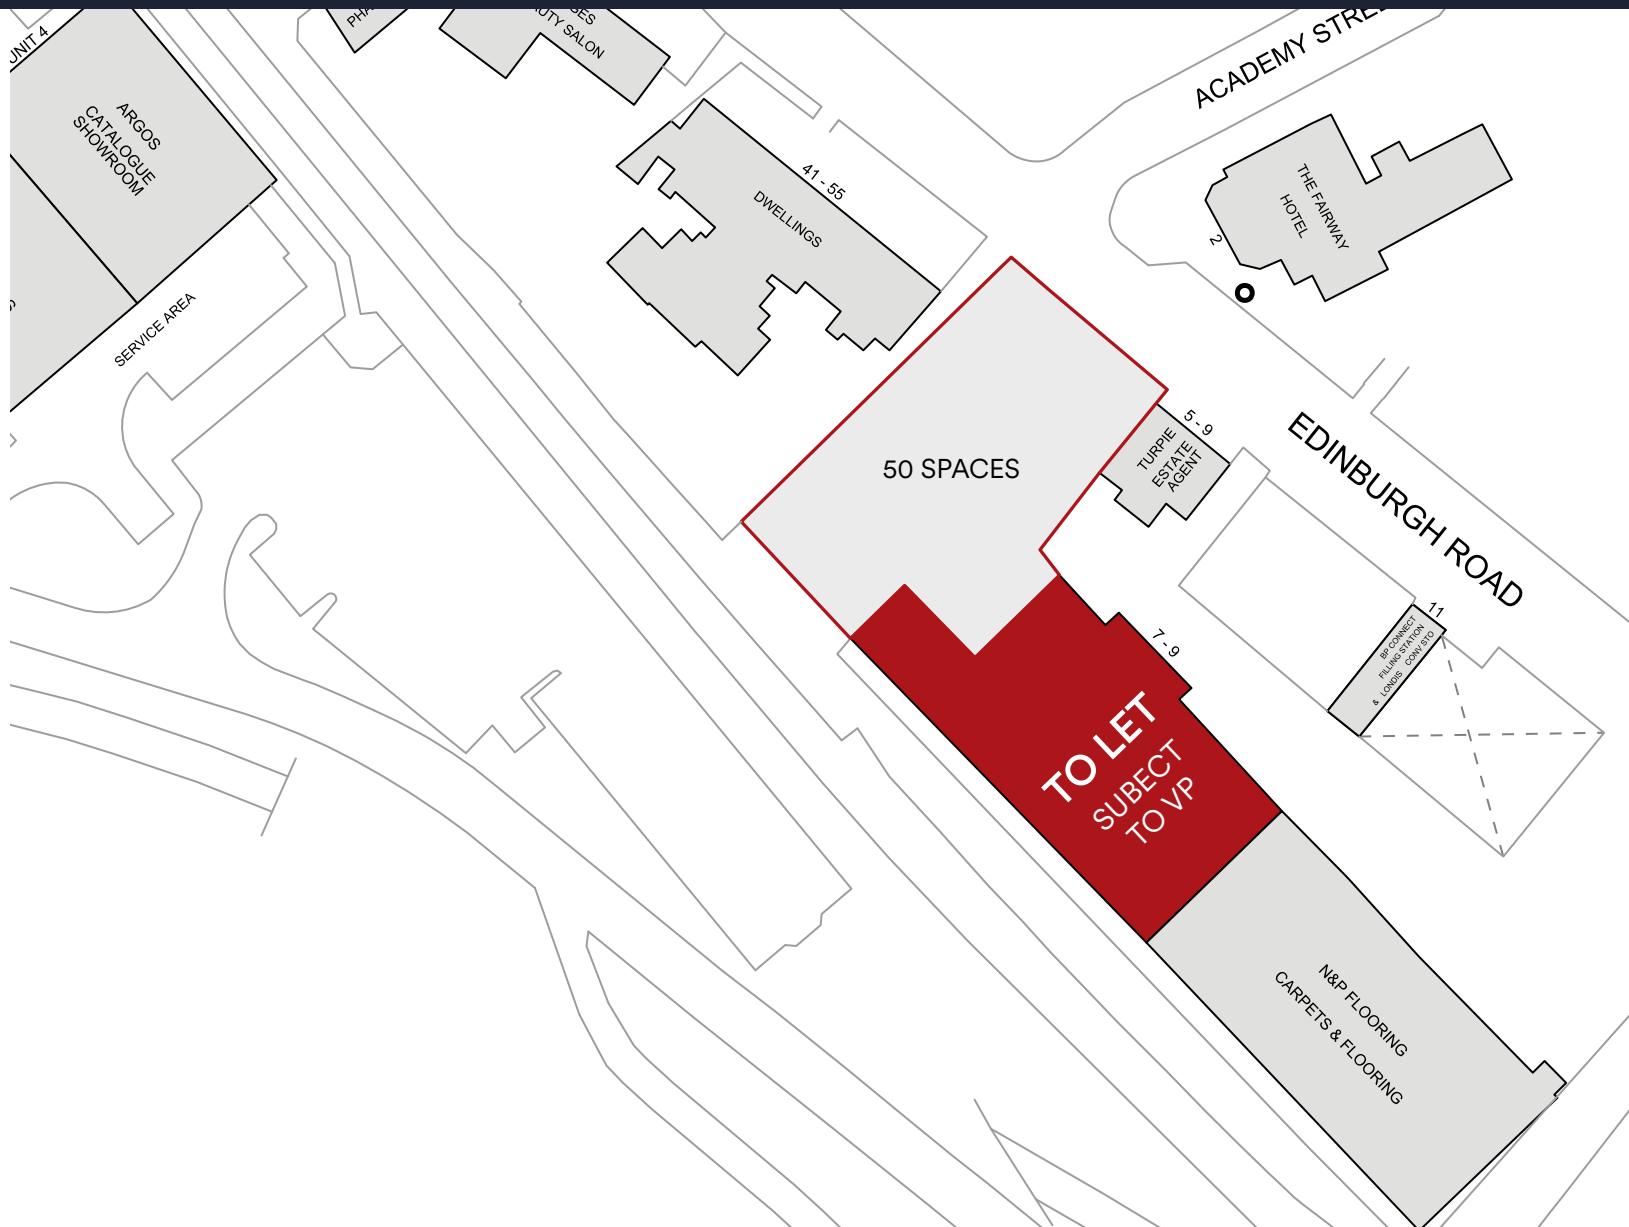 UNIT 4
ARGOS
CATALOGUE
SHOWROOM
SERVICE AREA
UTY SALON
41 - 55
DWELLINGS
ACADEMY STRE
THE FAIRWAY
HOTEL
2
50 SPACES
5 - 9
TURPIE
ESTATE
AGENT
EDINBURGH ROAD
11
BP CONNECT
FILLING STATION
& LONDIS CONV STO
7 - 9
TO LET
SUBECT
TO VP
N&P FLOORING
CARPETS & FLOORING